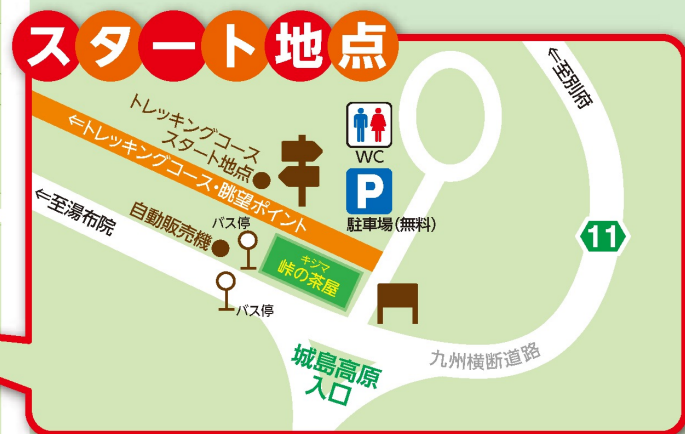 スタート地点
⇐至別府
トレッキングコース
スタート地点
WC
⇐トレッキングコース・眺望ポイント
P
駐車場(無料)
⇐至湯布院
自動販売機
バス停
11
キジマ
峠の茶屋
バス停
城島高原
入口
九州横断道路